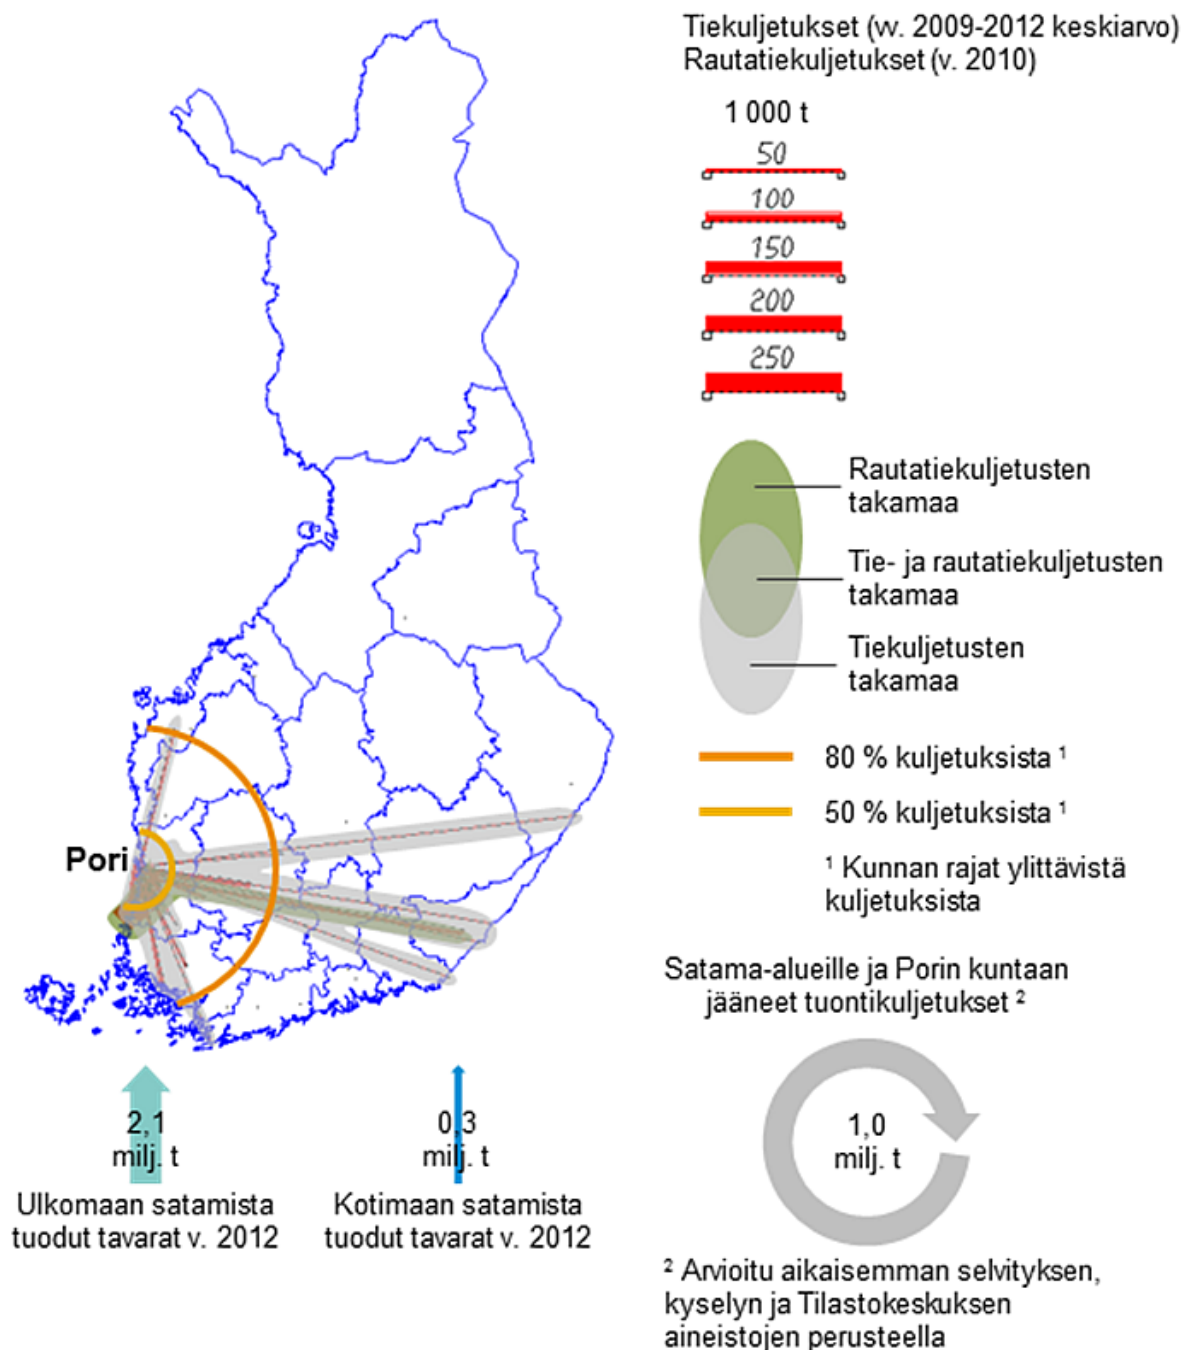 Tiekuljetukset (vv. 2009-2012 keskiarvo)
Rautatiekuljetukset (v. 2010)
1 000 t
50
100
150
200
250
Rautatiekuljetusten
takamaa
Tie- ja rautatiekuljetusten
takamaa
Tiekuljetusten
takamaa
80 % kuljetuksista ¹
50 % kuljetuksista ¹
¹ Kunnan rajat ylittävistä
kuljetuksista
Pori
Satama-alueille ja Porin kuntaan
jääneet tuontikuljetukset ²
1,0
milj. t
² Arvioitu aikaisemman selvityksen,
kyselyn ja Tilastokeskuksen
aineistojen perusteella
2,1
milj. t
Ulkomaan satamista
tuodut tavarat v. 2012
0,3
milj. t
Kotimaan satamista
tuodut tavarat v. 2012